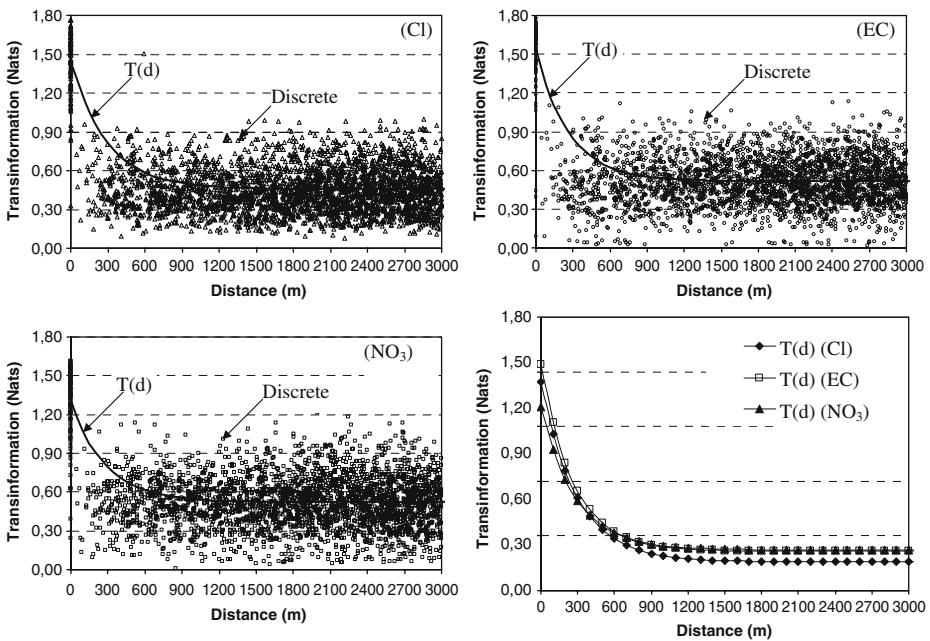 (Cl)
Transinformation (Nats)
1,80
1,50
1,20
0,90
0,60
0,30
0,00
T(d)
Discrete
0 300 600 900 1200 1500 1800 2100 2400 2700 3000
Distance (m)
(EC)
Transinformation (Nats)
1,80
1,50
1,20
0,90
0,60
0,30
0,00
T(d)
Discrete
0 300 600 900 1200 1500 1800 2100 2400 2700 3000
Distance (m)
(NO₃)
Transinformation (Nats)
1,80
1,50
1,20
0,90
0,60
0,30
0,00
T(d)
Discrete
0 300 600 900 1200 1500 1800 2100 2400 2700 3000
Distance (m)
Transinformation (Nats)
1,80
1,50
1,20
0,90
0,60
0,30
0,00
T(d) (Cl)
T(d) (EC)
T(d) (NO₃)
0 300 600 900 1200 1500 1800 2100 2400 2700 3000
Distance (m)